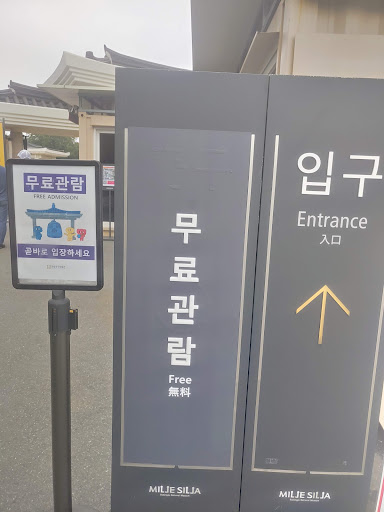 무료관람
FREE ADMISSION
곧바로 입장하세요
무료관람
Free
無料
MILJE SILJA
입구
Entrance
入口
MILJE SILJA